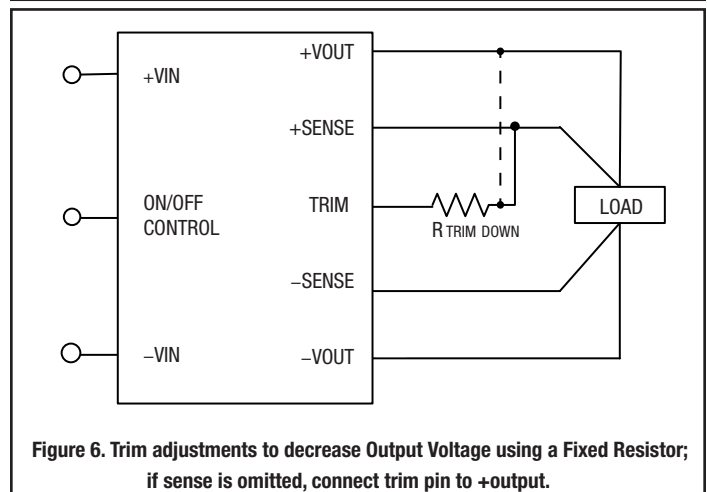 +VOUT
+VIN
+SENSE
ON/OFF
CONTROL
TRIM
R TRIM DOWN
LOAD
−SENSE
−VIN
−VOUT
Figure 6. Trim adjustments to decrease Output Voltage using a Fixed Resistor;
if sense is omitted, connect trim pin to +output.